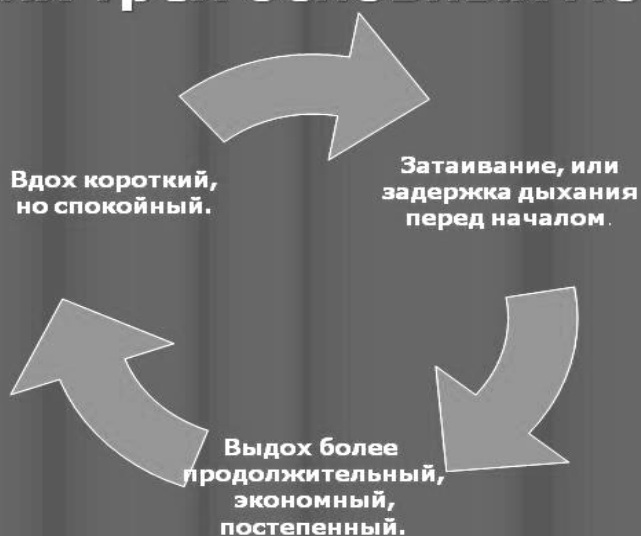 Вдох короткий,
но спокойный.
Затаивание, или
задержка дыхания
перед началом.
Выдох более
продолжительный,
экономный,
постепенный.